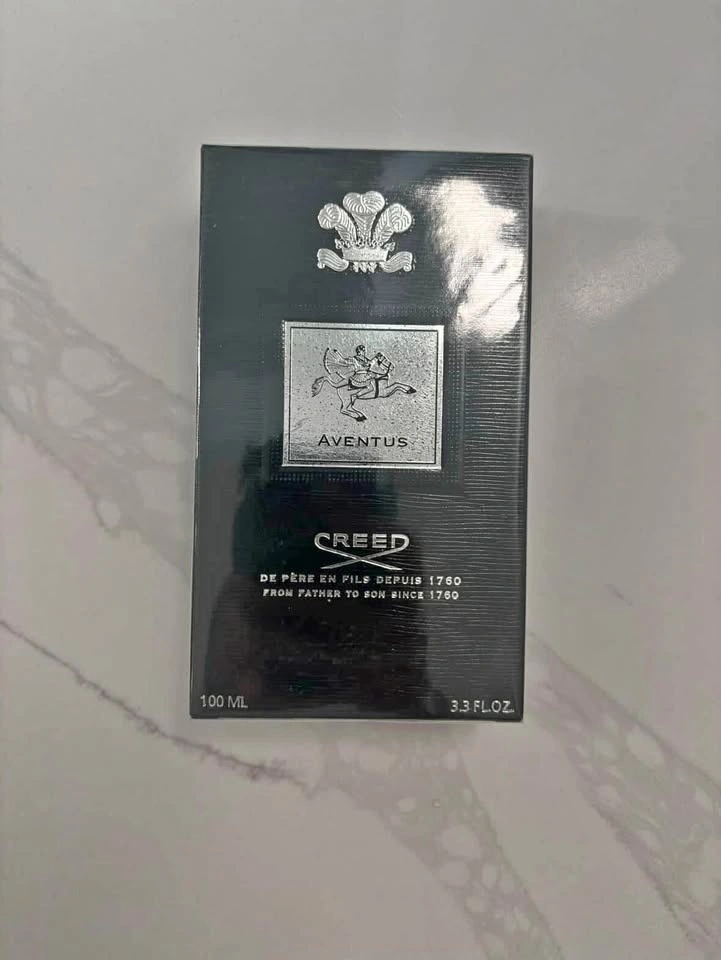 AVENTUS
CREED
DE PÈRE EN FILS DEPUIS 1760
FROM FATHER TO SON SINCE 1760
100 ML
3.3 FL.OZ.